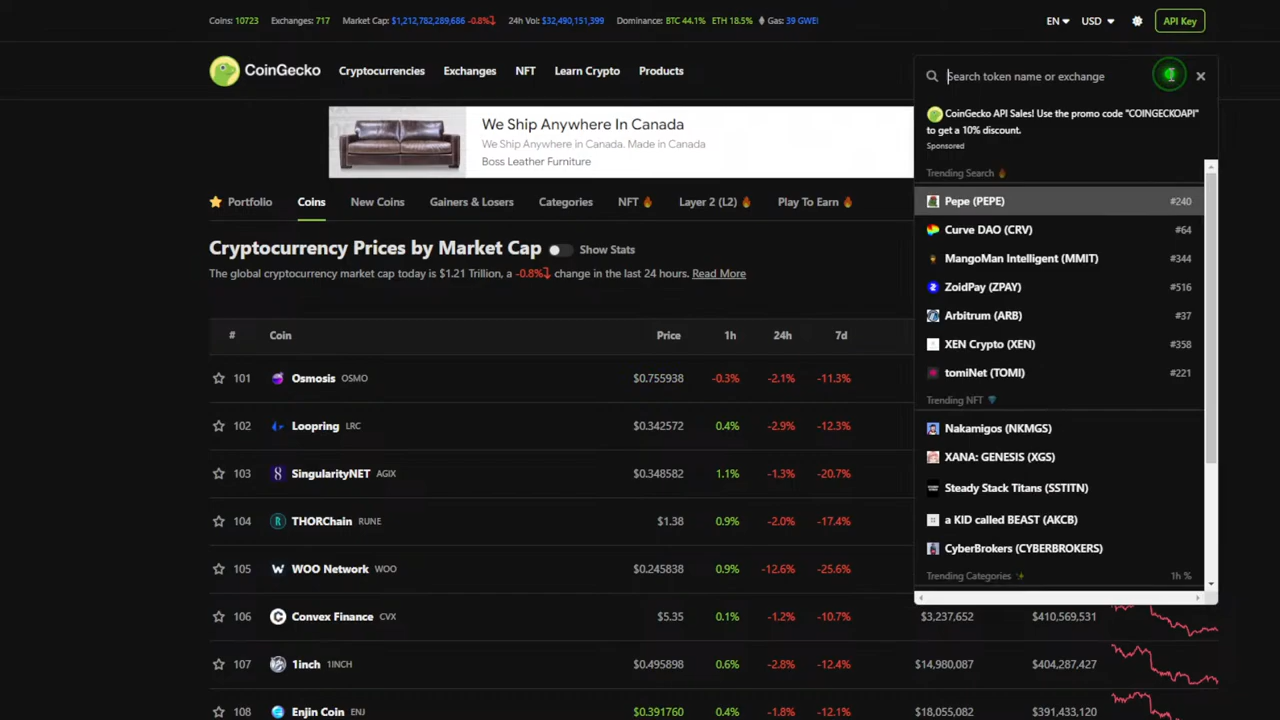 Coins: 10723 Exchanges: 717 Market Cap: $1,212,782,289,686 -0.8% 24h Vol: $32,490,151,399 Dominance: BTC 44.1% ETH 18.5% Gas: 39 GWEI EN USD API Key
CoinGecko Cryptocurrencies Exchanges NFT Learn Crypto Products
Search token name or exchange
CoinGecko API Sales! Use the promo code "COINGECKOAPI"
to get a 10% discount.
Sponsored
We Ship Anywhere In Canada
We Ship Anywhere in Canada. Made in Canada
Boss Leather Furniture
Portfolio Coins New Coins Gainers & Losers Categories NFT Layer 2 (L2) Play To Earn
Cryptocurrency Prices by Market Cap Show Stats
The global cryptocurrency market cap today is $1.21 Trillion, a -0.8% change in the last 24 hours. Read More
Trending Search
Pepe (PEPE) #240
Curve DAO (CRV) #64
MangoMan Intelligent (MMIT) #344
ZoidPay (ZPAY) #516
Arbitrum (ARB) #37
XEN Crypto (XEN) #358
tomiNet (TOMI) #221
Trending NFT
Nakamigos (NKMGS)
XANA: GENESIS (XGS)
Steady Stack Titans (SSTITN)
a KID called BEAST (AKCB)
CyberBrokers (CYBERBROKERS)
Trending Categories 1h %
# Coin Price 1h 24h 7d
101 Osmosis OSMO $0.755938 -0.3% -2.1% -11.3%
102 Loopring LRC $0.342572 0.4% -2.9% -12.3%
103 SingularityNET AGIX $0.348582 1.1% -1.3% -20.7%
104 THORChain RUNE $1.38 0.9% -2.0% -17.4%
105 WOO Network WOO $0.245838 0.9% -12.6% -25.6%
106 Convex Finance CVX $5.35 0.1% -1.2% -10.7% $3,237,652 $410,569,531
107 1inch 1INCH $0.495898 0.6% -2.8% -12.4% $14,980,087 $404,287,427
108 Enjin Coin ENJ $0.391760 0.4% -1.8% -12.1% $18,055,082 $391,433,120